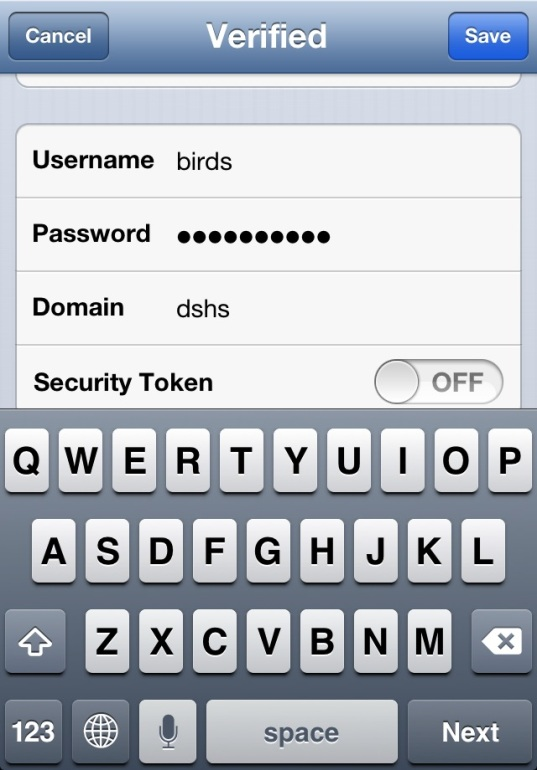 Cancel Verified Save
Username birds
Password ●●●●●●●●●●
Domain dshs
Security Token OFF
Q W E R T Y U I O P
A S D F G H J K L
Z X C V B N M
123 space Next